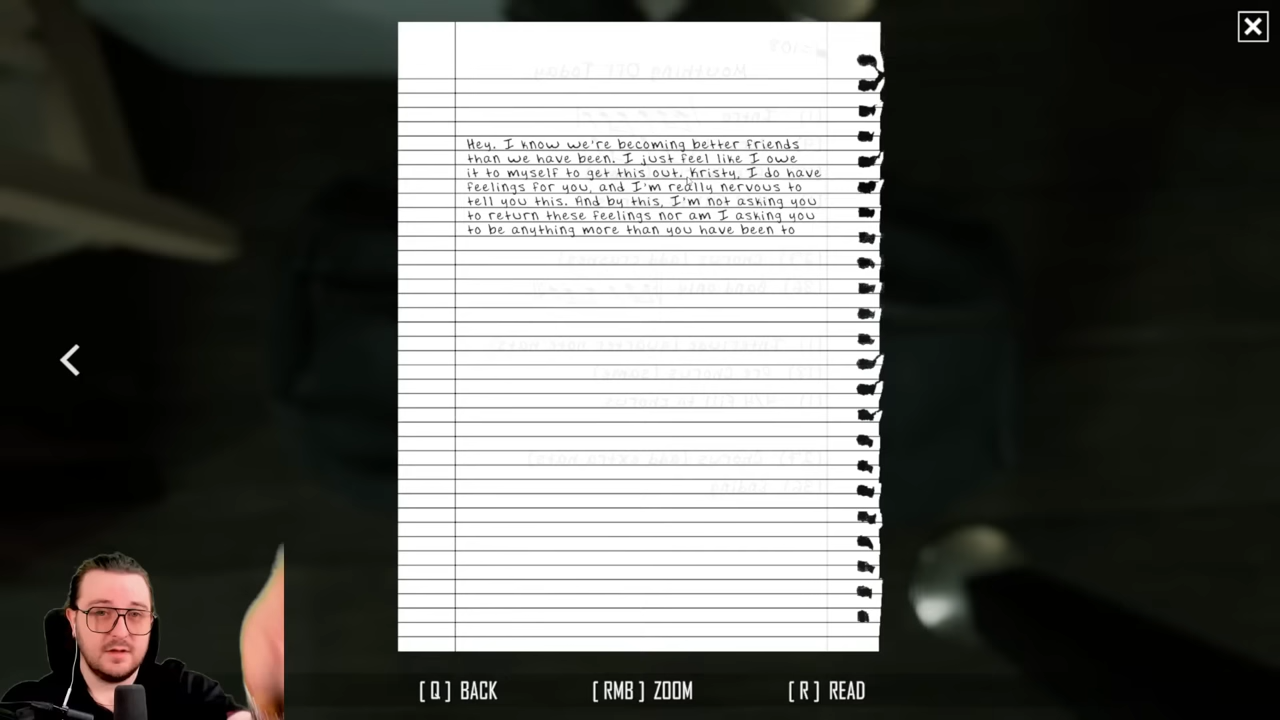 Hey. I know we're becoming better friends
than we have been. I just feel like I owe
it to myself to get this out. Kristy, I do have
feelings for you, and I'm really nervous to
tell you this. And by this, I'm not asking you
to return these feelings nor am I asking you
to be anything more than you have been to
[Q] BACK
[RMB] ZOOM
[R] READ